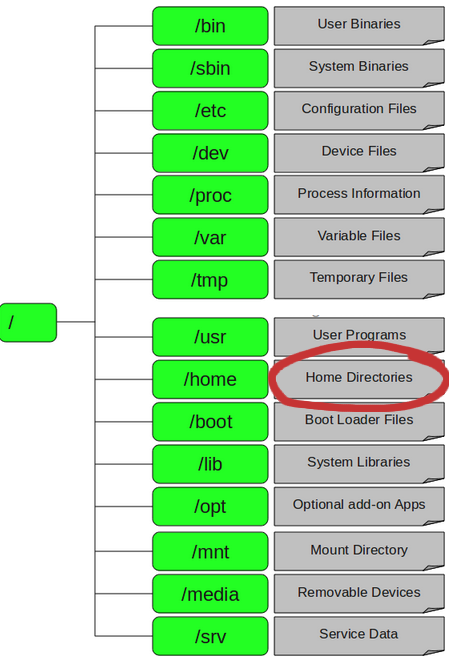 /bin User Binaries
/sbin System Binaries
/etc Configuration Files
/dev Device Files
/proc Process Information
/var Variable Files
/tmp Temporary Files
/
/usr User Programs
/home Home Directories
/boot Boot Loader Files
/lib System Libraries
/opt Optional add-on Apps
/mnt Mount Directory
/media Removable Devices
/srv Service Data